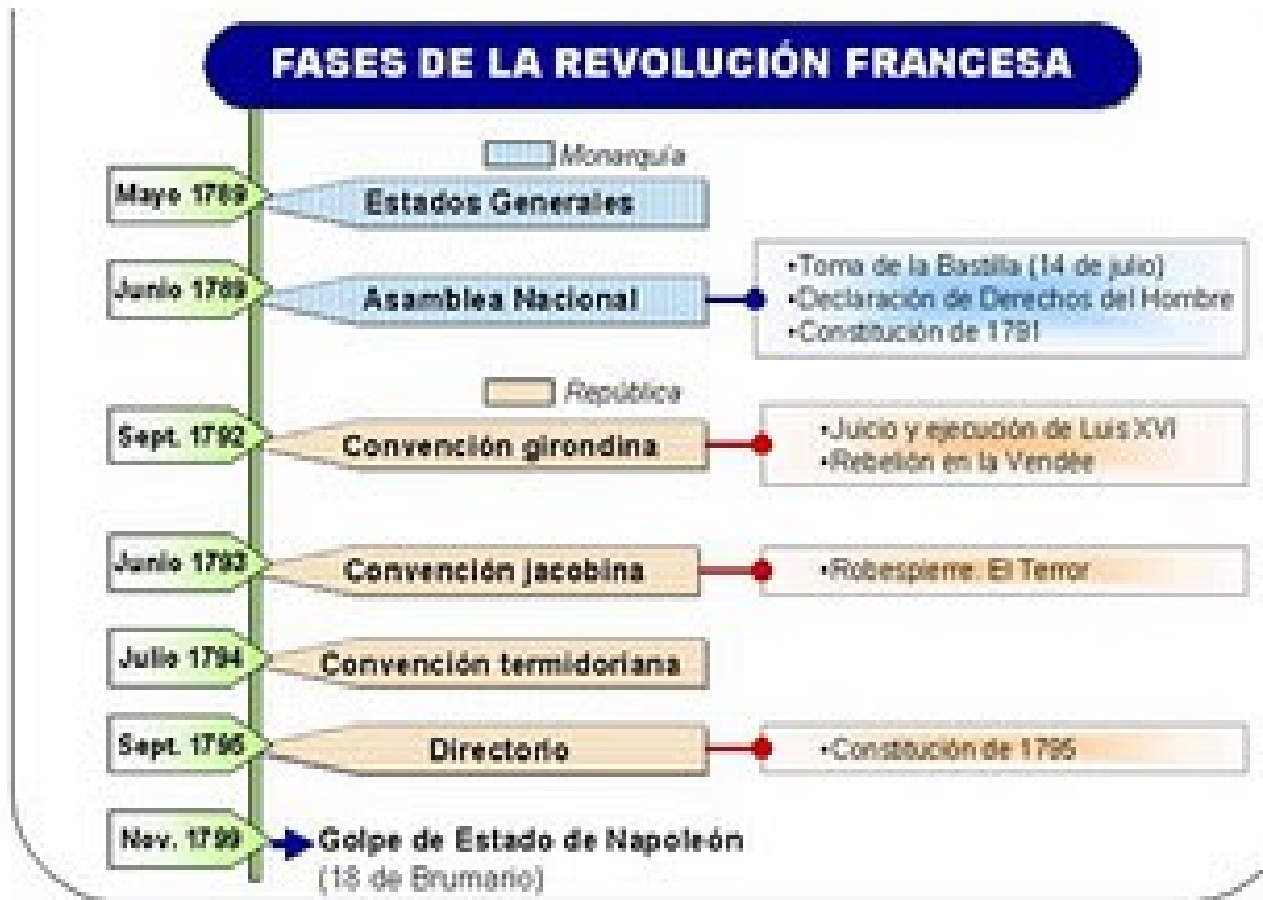 FASES DE LA REVOLUCIÓN FRANCESA
Monarquía
Mayo 1789
Estados Generales
Junio 1789
Asamblea Nacional
•Toma de la Bastilla (14 de julio)
•Declaración de Derechos del Hombre
•Constitución de 1791
República
Sept. 1792
Convención girondina
•Juicio y ejecución de Luis XVI
•Rebelión en la Vendée
Junio 1793
Convención jacobina
•Robespierre. El Terror
Julio 1794
Convención termidoriana
Sept. 1795
Directorio
•Constitución de 1795
Nov. 1799
Golpe de Estado de Napoleón
(18 de Brumario)